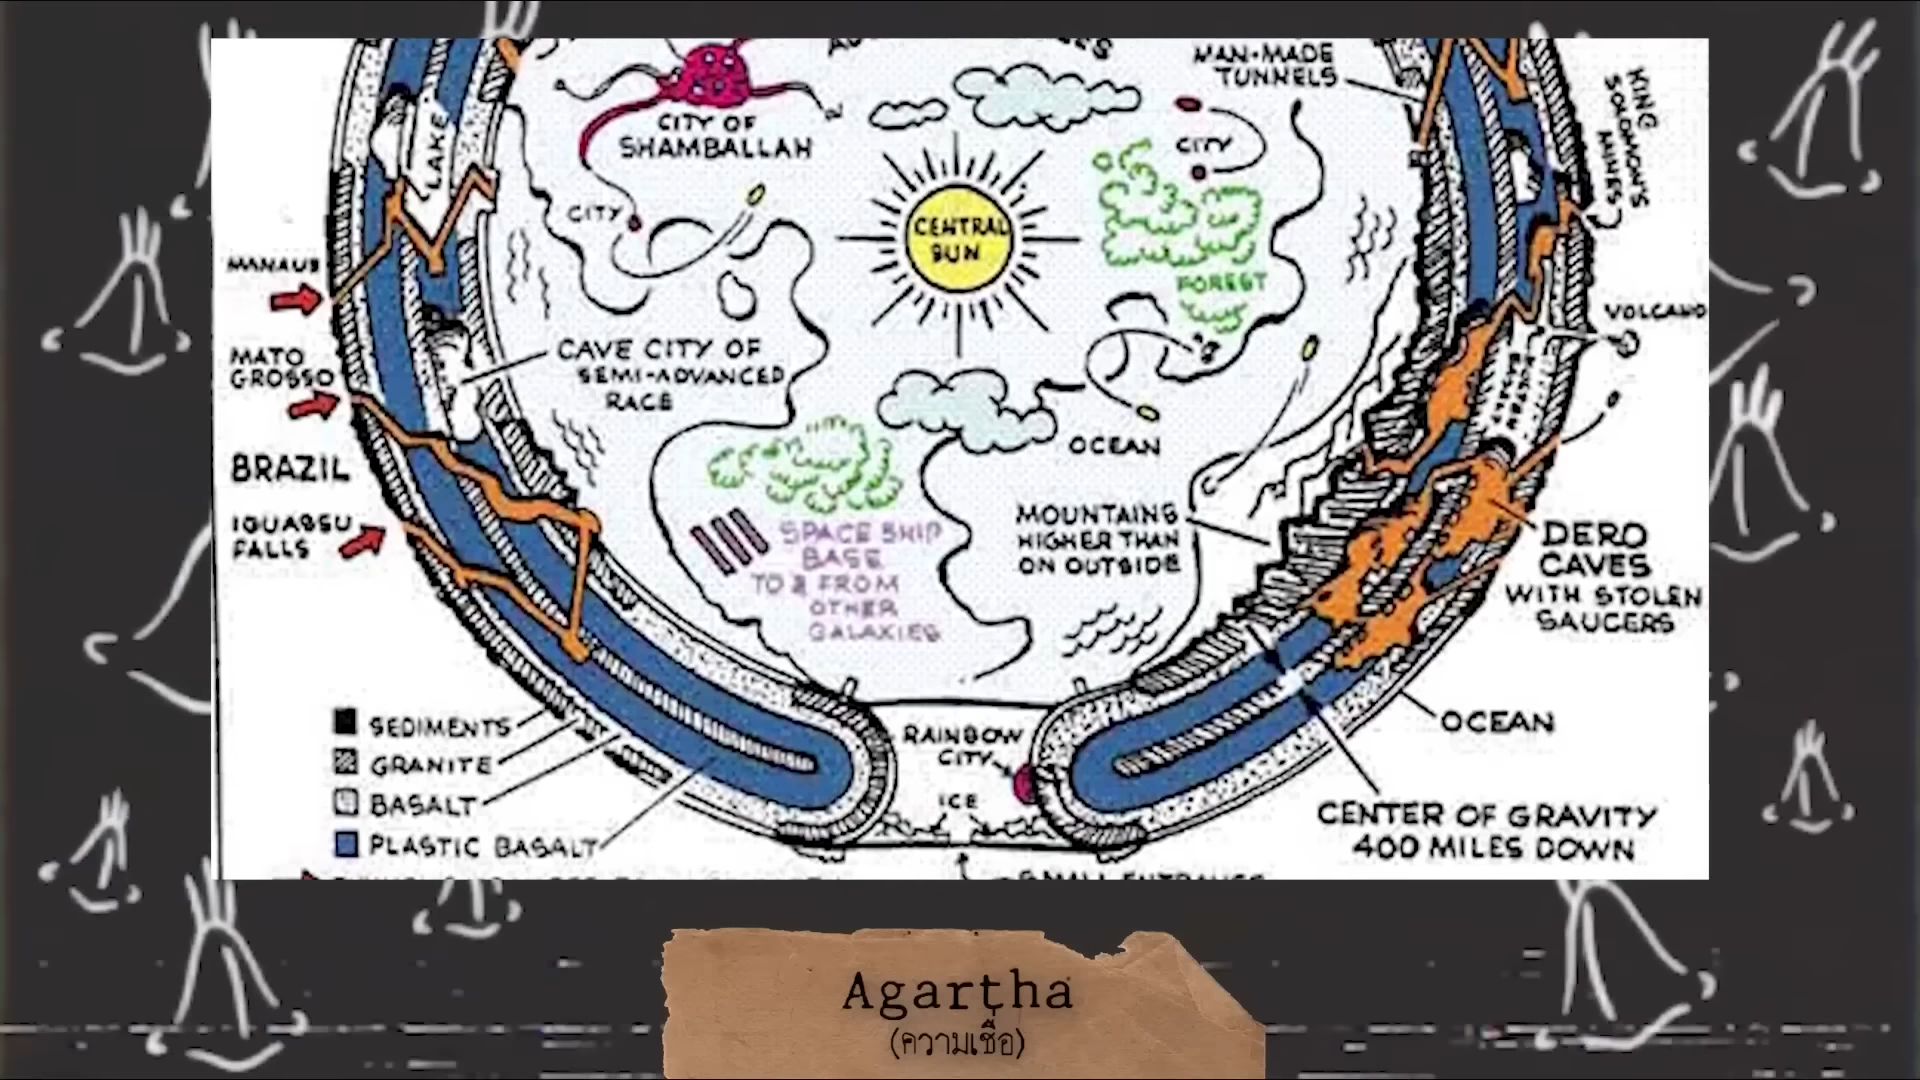 MAN-MADE
TUNNELS
KING
SOLOMON'S
MINES
CITY OF
SHAMBALLAH
LAKE
CITY
CITY
CENTRAL
SUN
FOREST
MANAUS
VOLCANO
MATO
GROSSO
CAVE CITY OF
SEMI-ADVANCED
RACE
OCEAN
BRAZIL
IGUASSU
FALLS
SPACE SHIP
BASE
TO & FROM
OTHER
GALAXIES
MOUNTAINS
HIGHER THAN
ON OUTSIDE
DERO
CAVES
WITH STOLEN
SAUCERS
SEDIMENTS
GRANITE
BASALT
PLASTIC BASALT
RAINBOW
CITY
ICE
OCEAN
CENTER OF GRAVITY
400 MILES DOWN
SMALL ENTRANCE
Agartha
(ความเชื่อ)